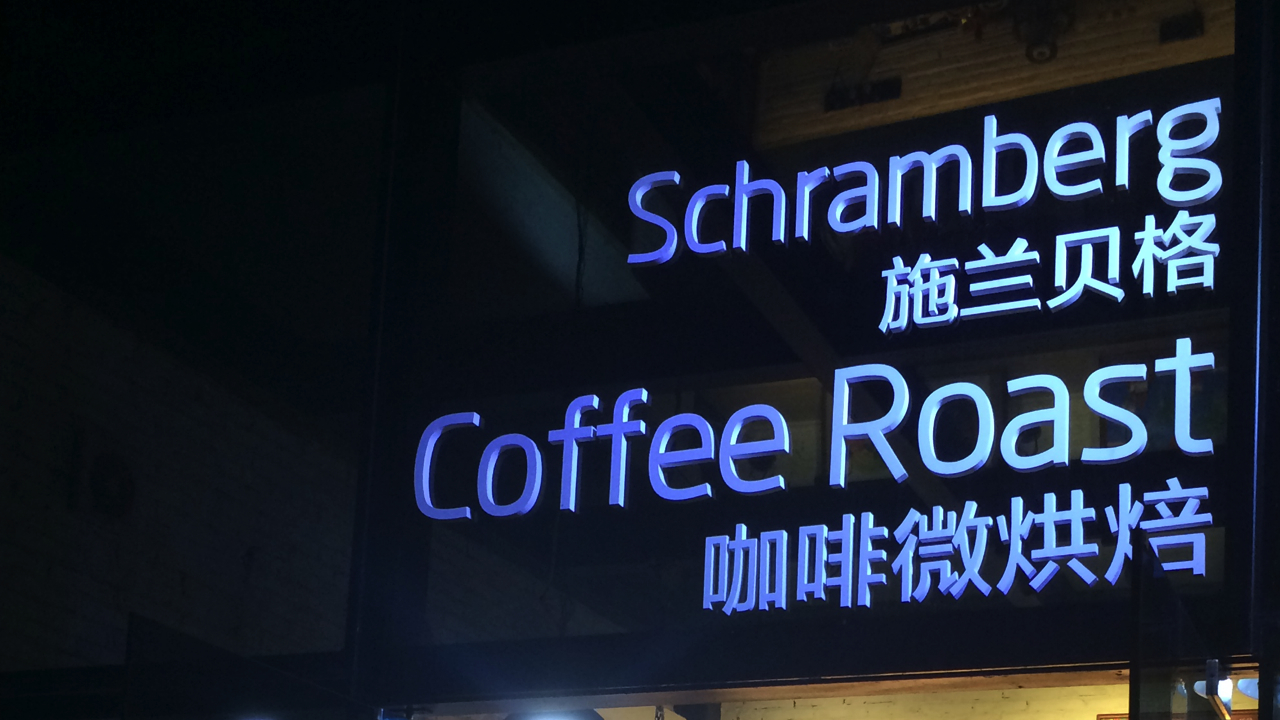 Schramberg
施兰贝格
Coffee Roast
咖啡微烘焙